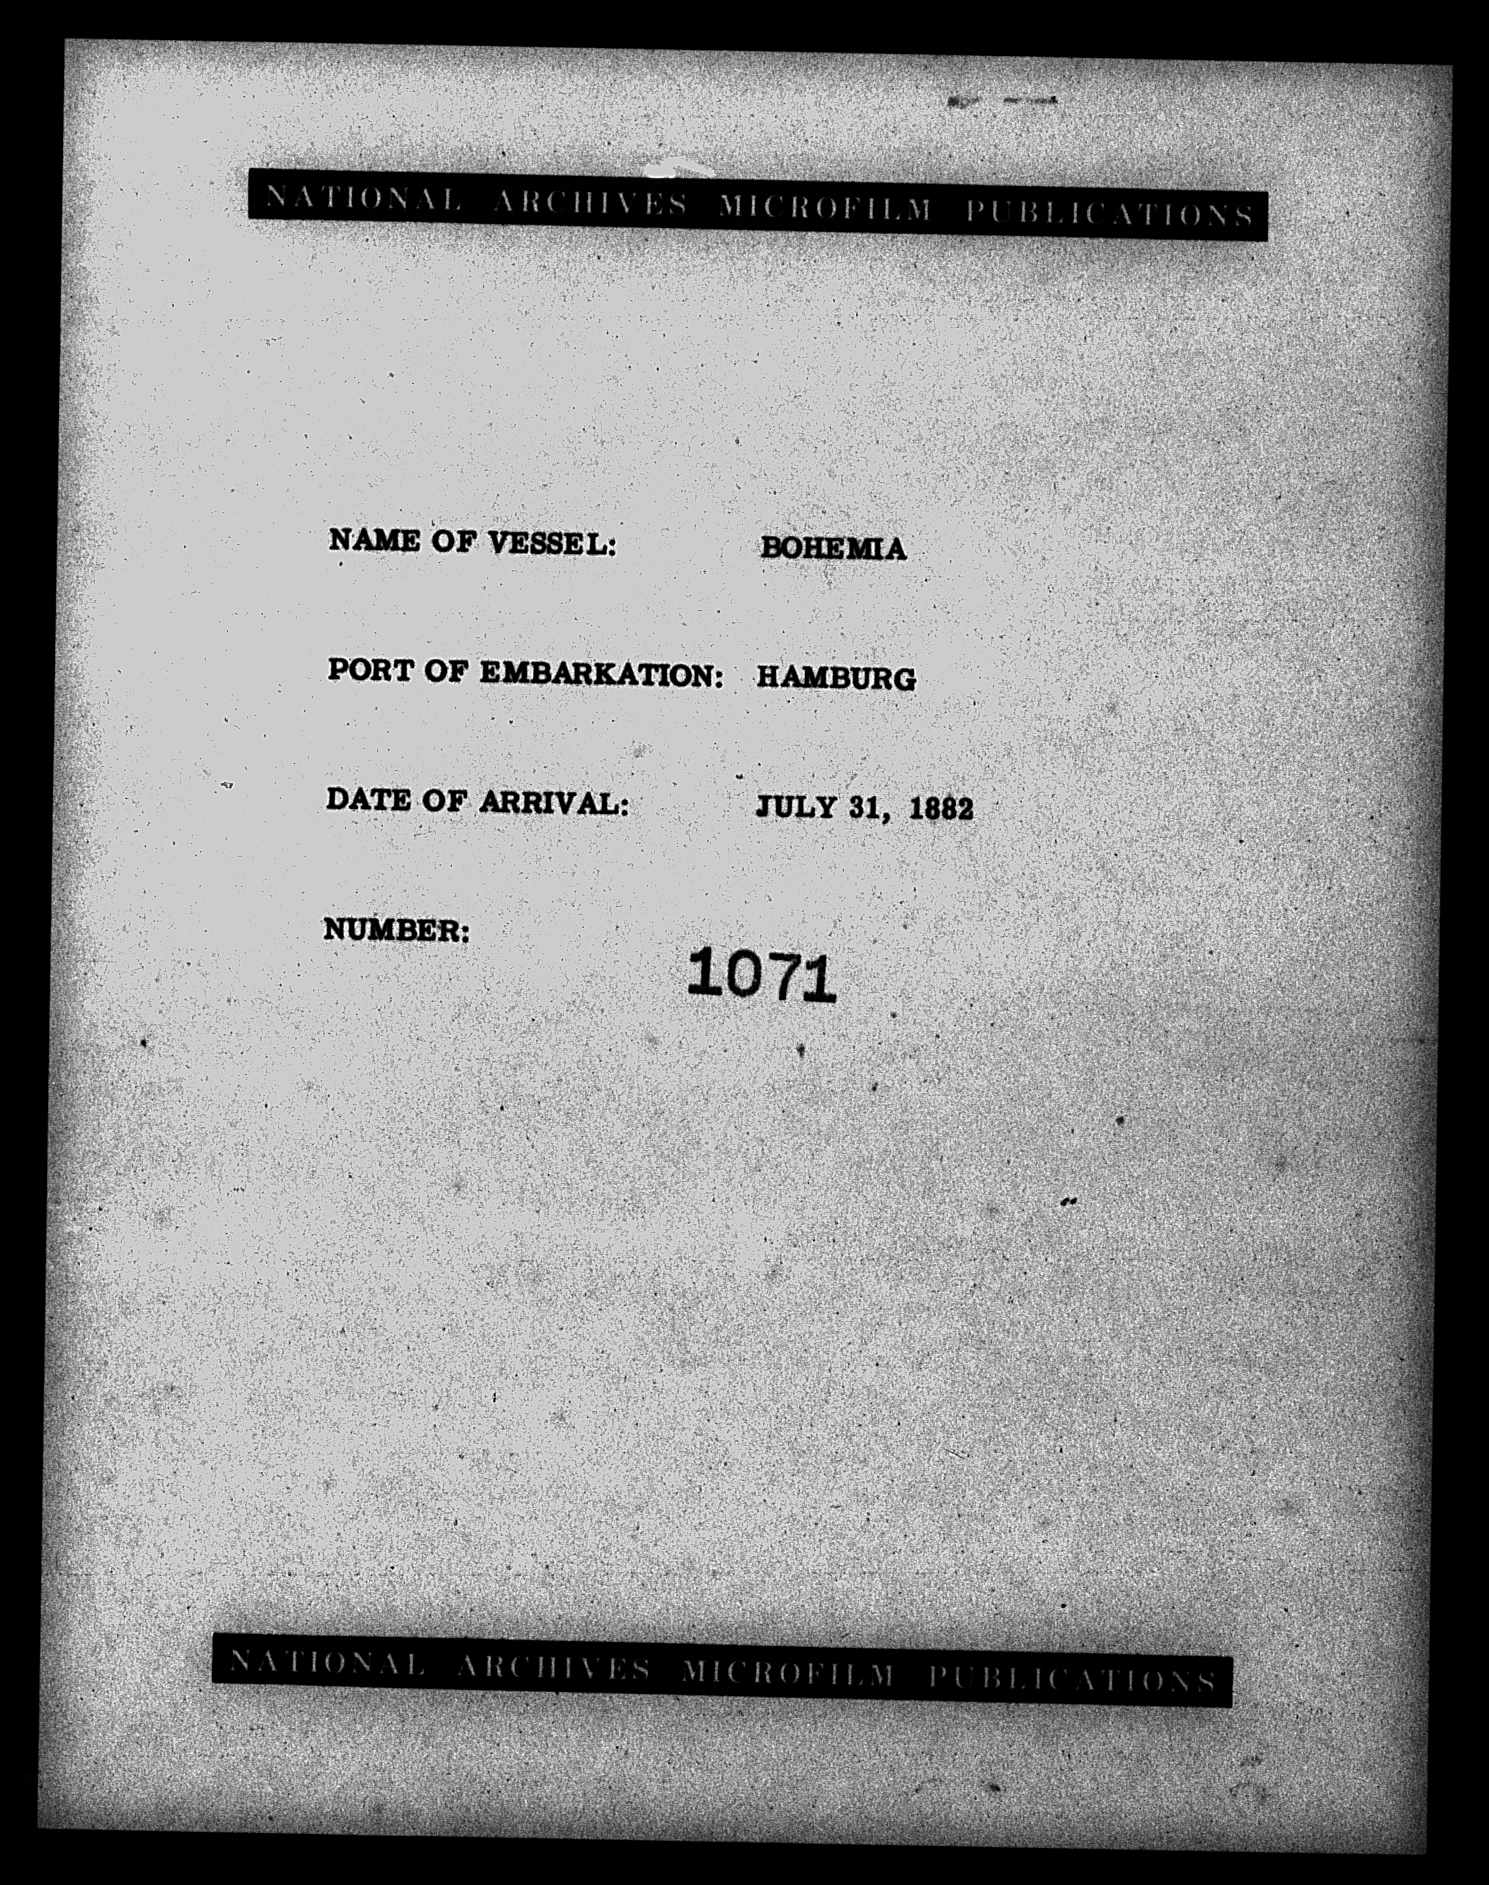 NATIONAL ARCHIVES MICROFILM PUBLICATIONS
NAME OF VESSEL: BOHEMIA
PORT OF EMBARKATION: HAMBURG
DATE OF ARRIVAL: JULY 31, 1882
NUMBER:
1071
NATIONAL ARCHIVES MICROFILM PUBLICATIONS